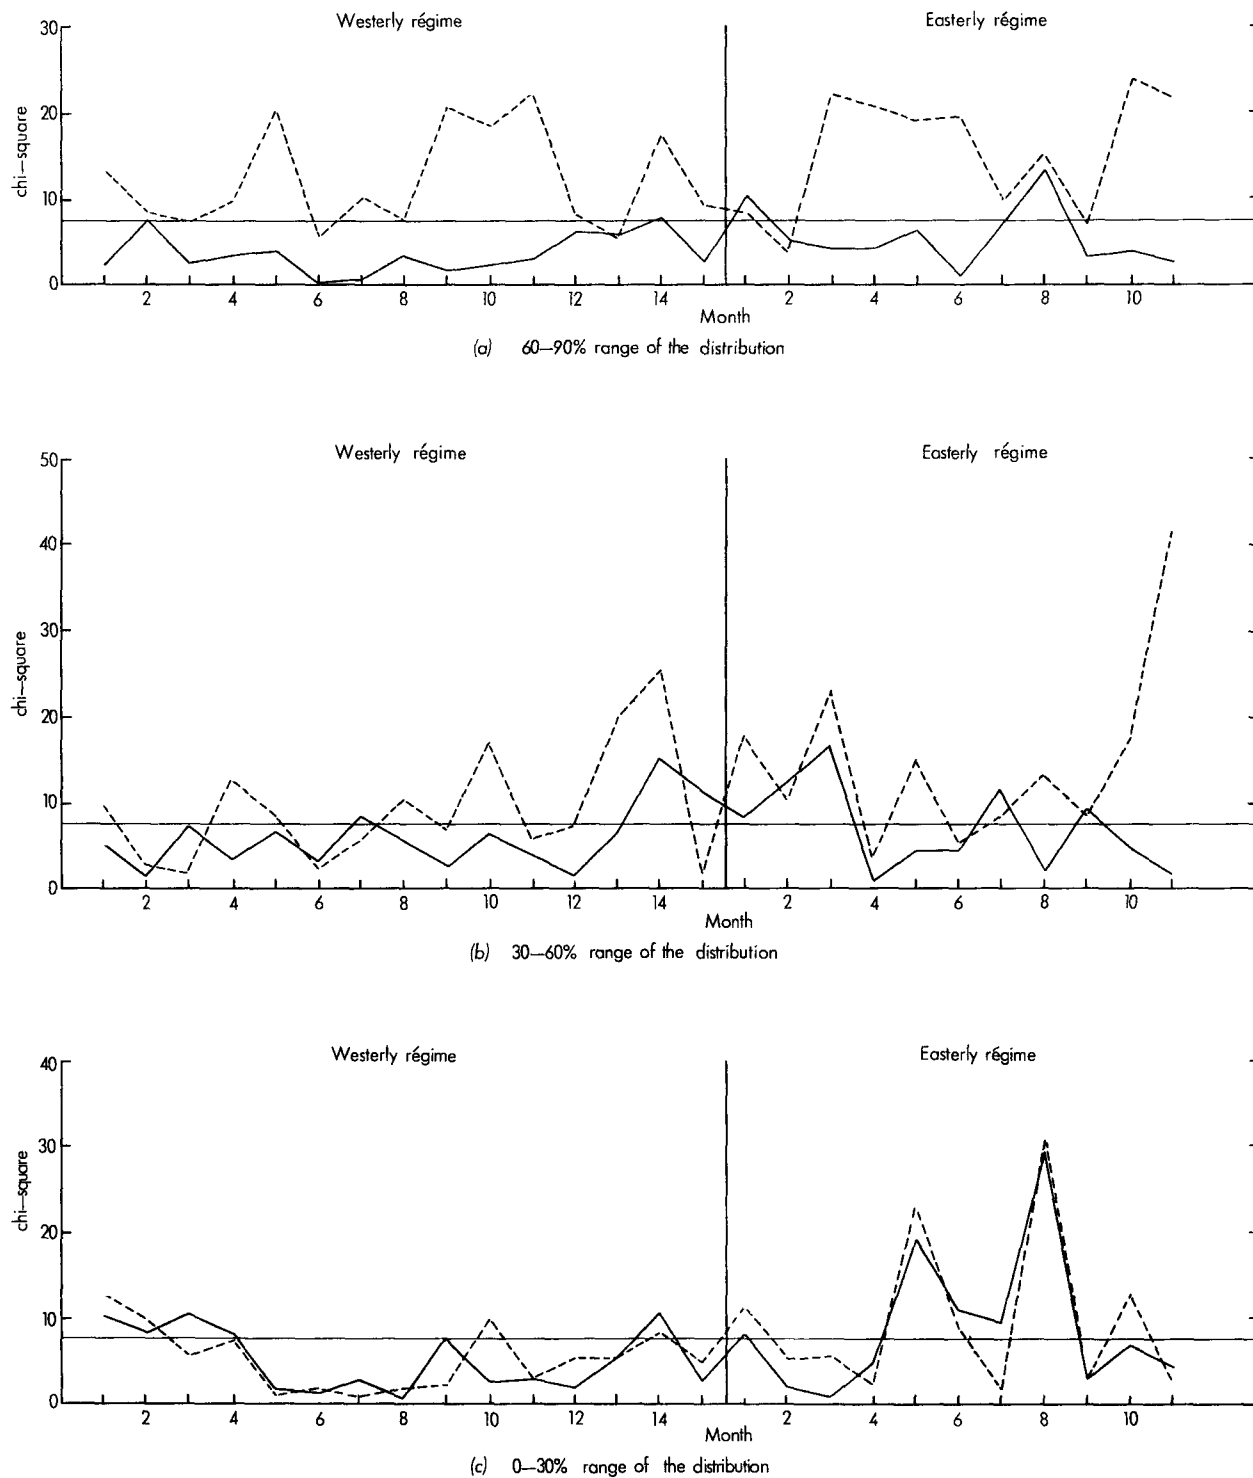 Westerly régime Easterly régime
30
20
10
0
chi—square
2 4 6 8 10 12 14 2 4 6 8 10
Month
(a) 60—90% range of the distribution
Westerly régime Easterly régime
50
40
30
20
10
0
chi—square
2 4 6 8 10 12 14 2 4 6 8 10
Month
(b) 30—60% range of the distribution
Westerly régime Easterly régime
40
30
20
10
0
chi—square
2 4 6 8 10 12 14 2 4 6 8 10
Month
(c) 0—30% range of the distribution